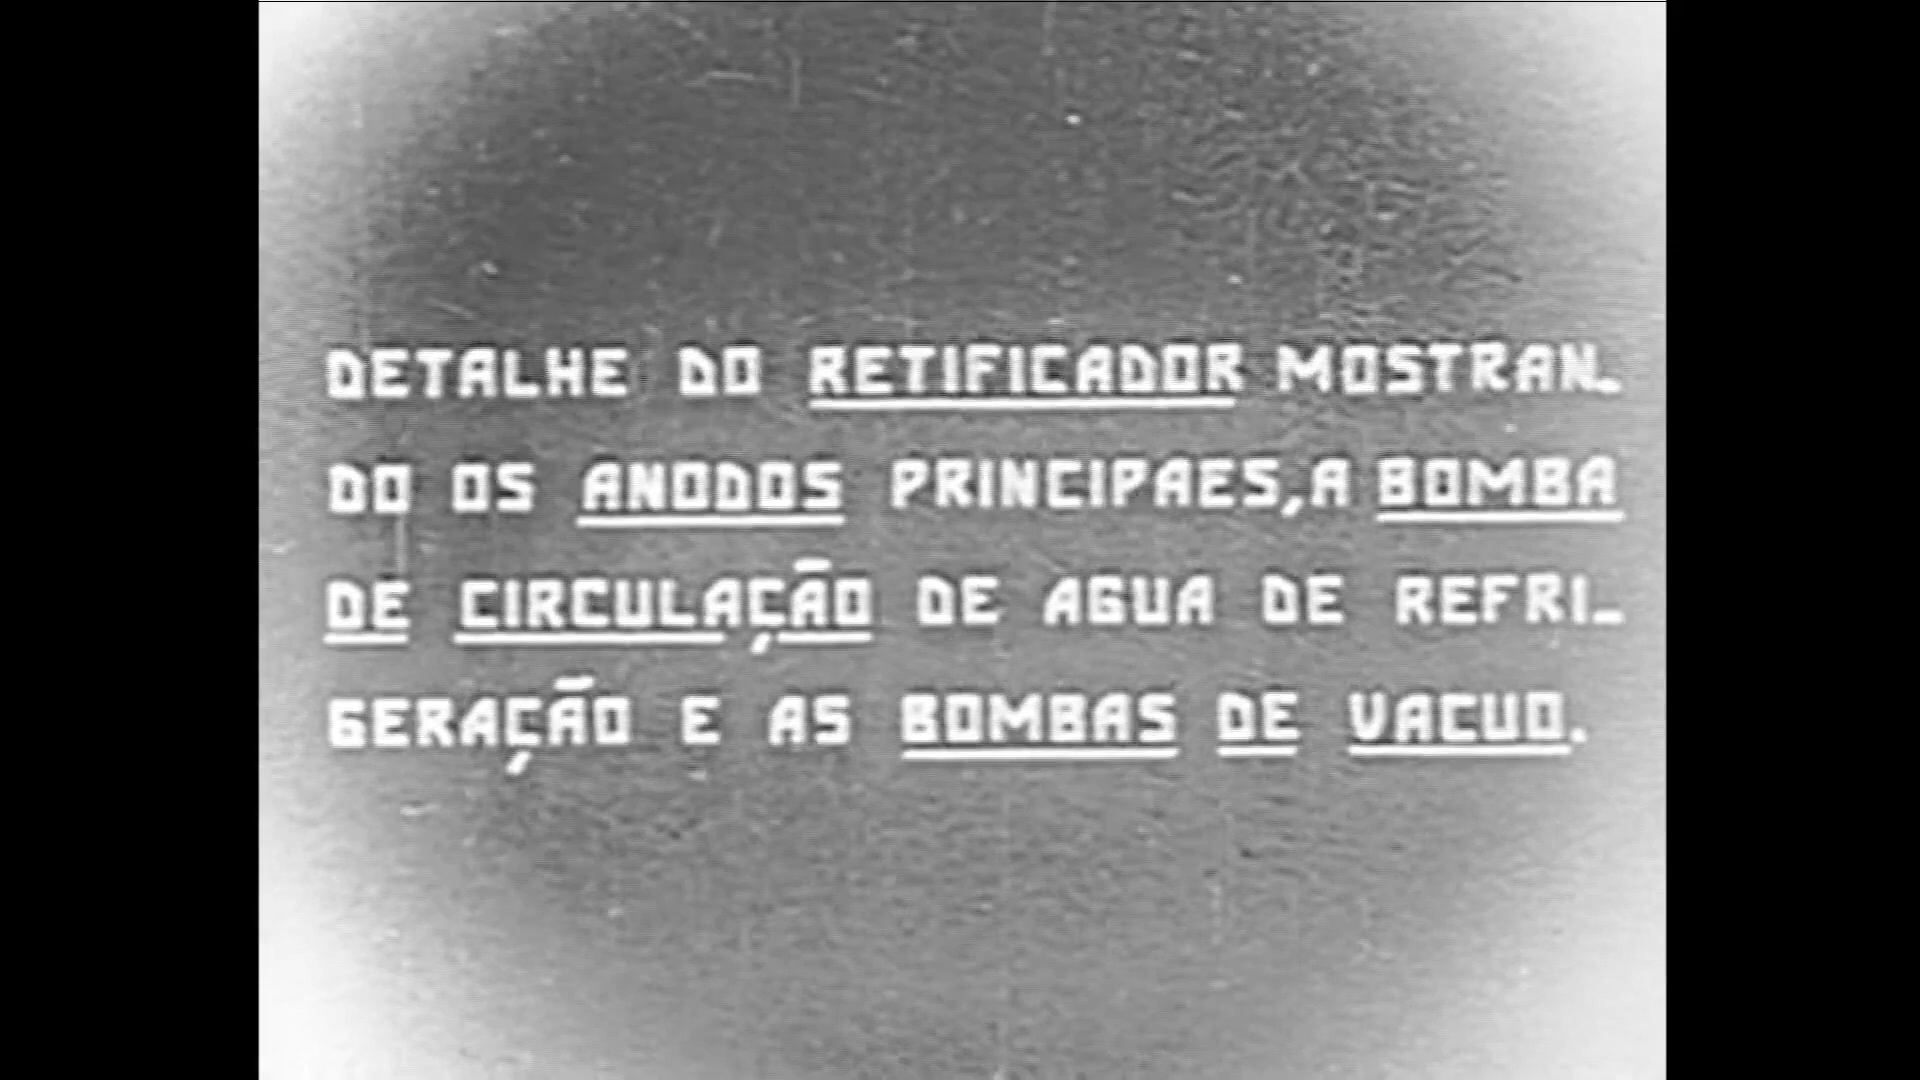 DETALHE DO RETIFICADOR MOSTRAN-
DO OS ANODOS PRINCIPAES, A BOMBA
DE CIRCULAÇÃO DE AGUA DE REFRI-
GERAÇÃO E AS BOMBAS DE VACUO.